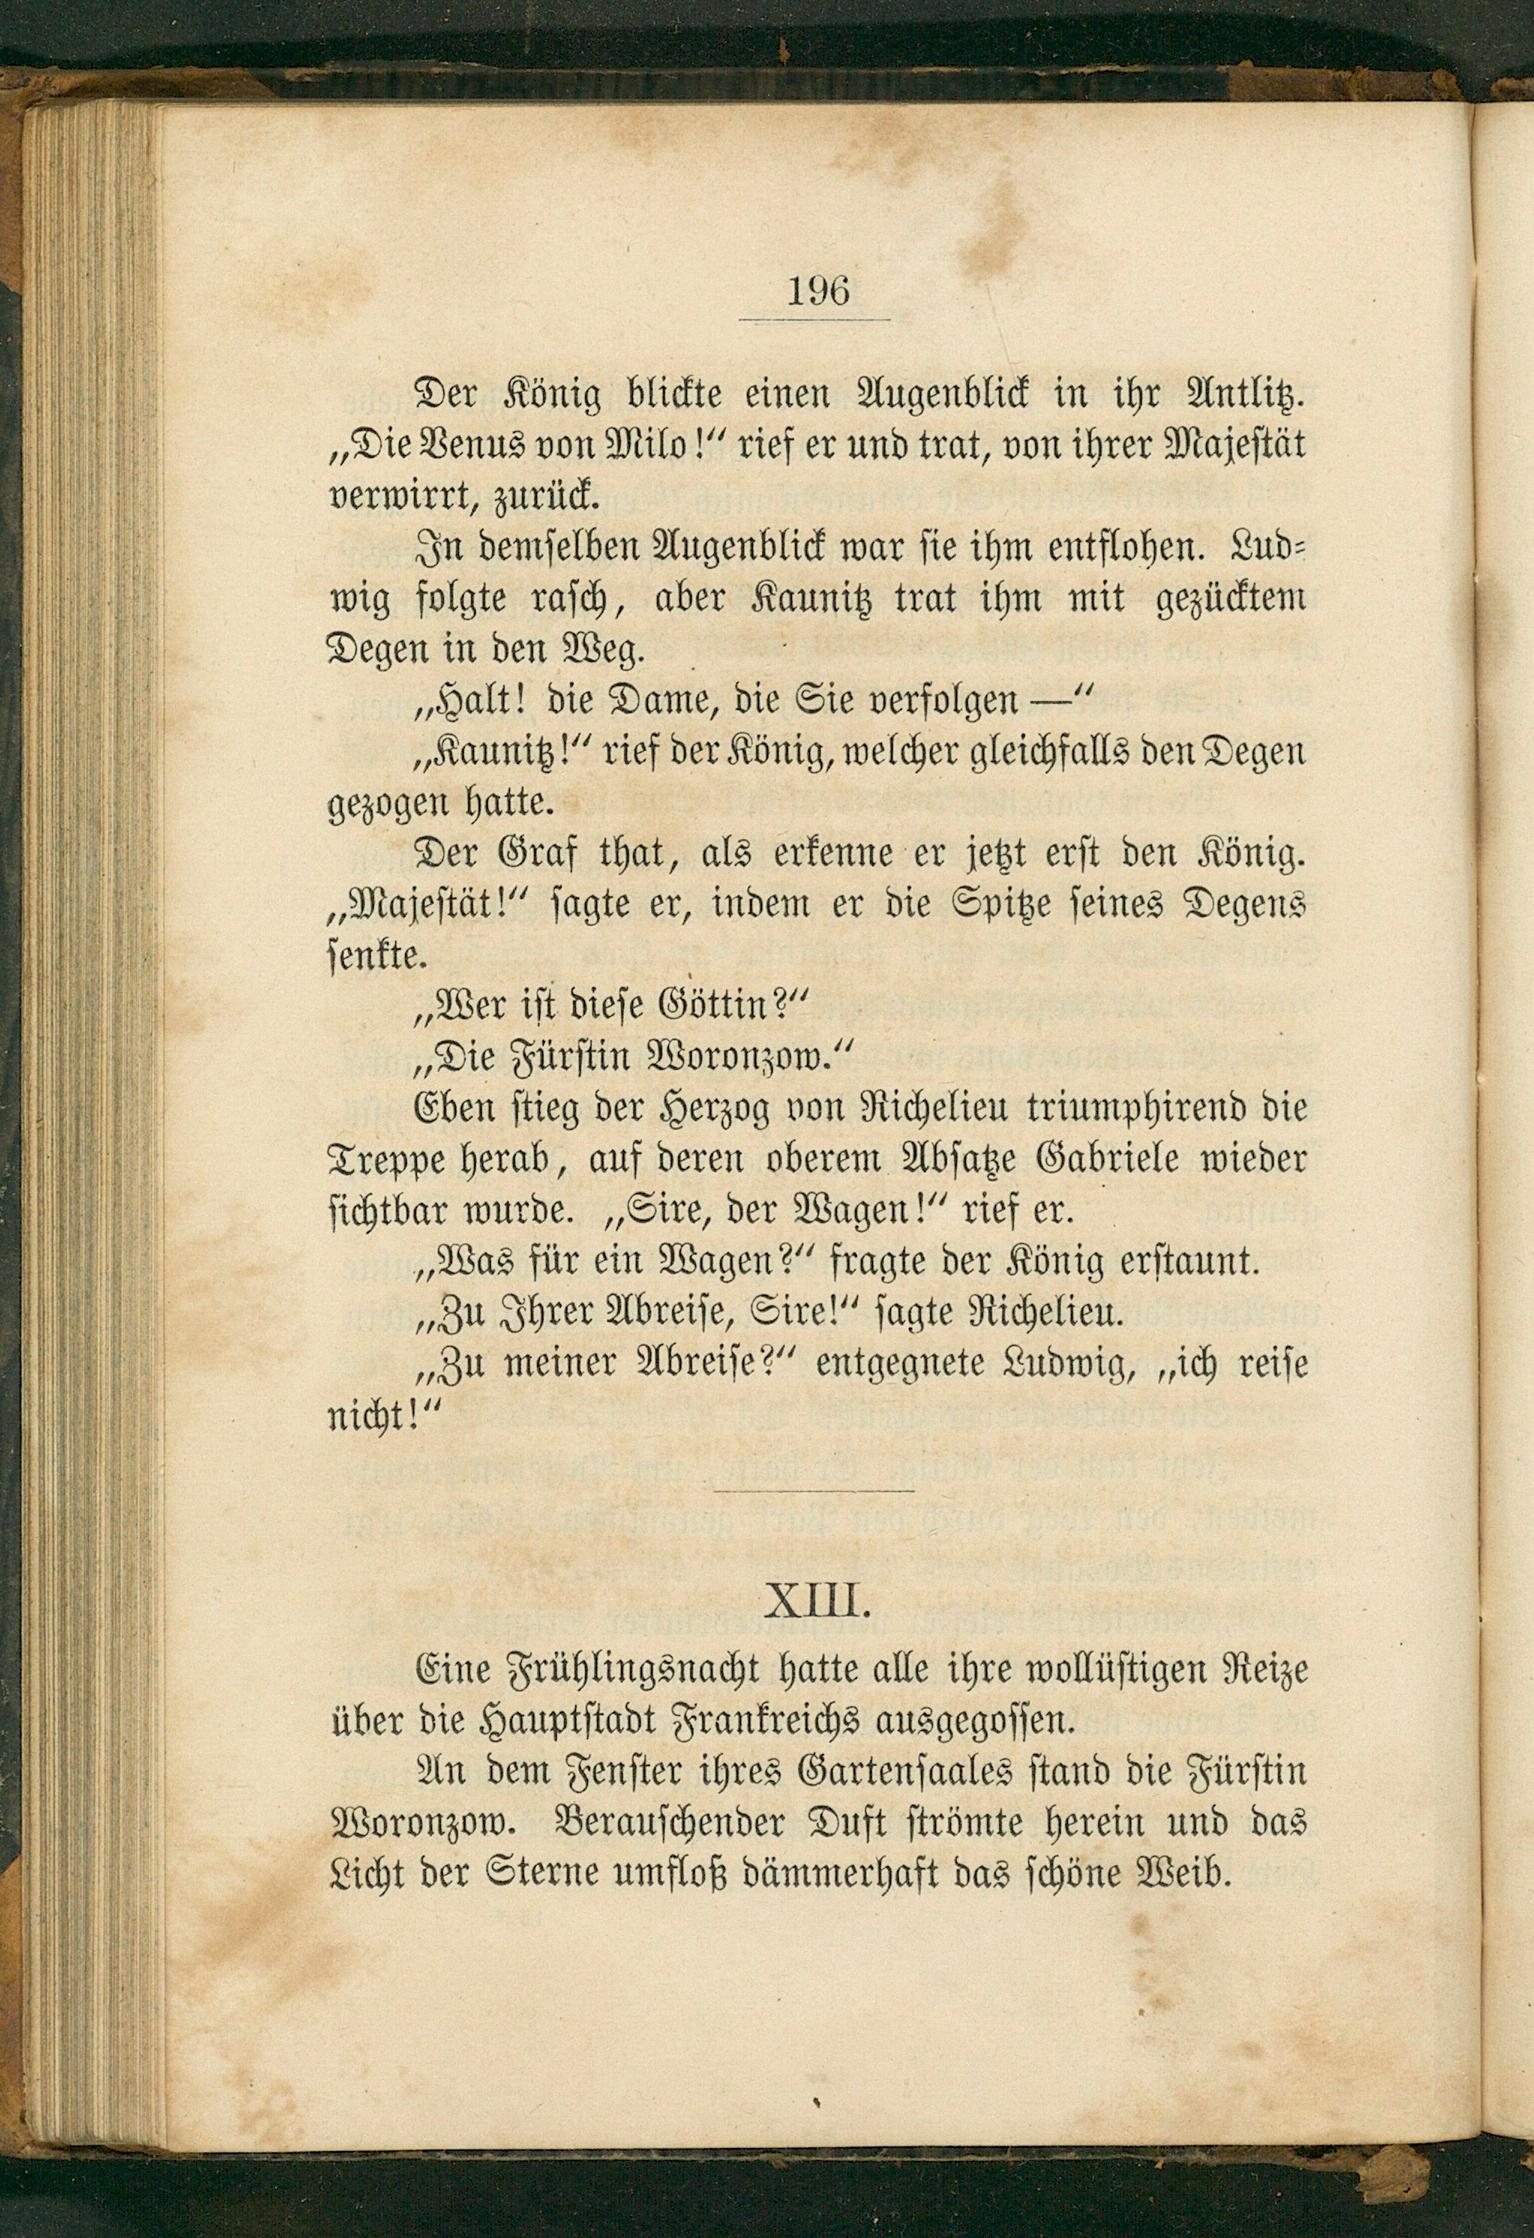 196
Der König blickte einen Augenblick in ihr Antlitz.
„Die Venus von Milo!“ rief er und trat, von ihrer Majestät
verwirrt, zurück.
In demselben Augenblick war sie ihm entflohen. Lud-
wig folgte rasch, aber Kaunitz trat ihm mit gezücktem
Degen in den Weg.
„Halt! die Dame, die Sie verfolgen —“
„Kaunitz!“ rief der König, welcher gleichfalls den Degen
gezogen hatte.
Der Graf that, als erkenne er jetzt erst den König.
„Majestät!“ sagte er, indem er die Spitze seines Degens
senkte.
„Wer ist diese Göttin?“
„Die Fürstin Woronzow.“
Eben stieg der Herzog von Richelieu triumphirend die
Treppe herab, auf deren oberem Absatze Gabriele wieder
sichtbar wurde. „Sire, der Wagen!“ rief er.
„Was für ein Wagen?“ fragte der König erstaunt.
„Zu Ihrer Abreise, Sire!“ sagte Richelieu.
„Zu meiner Abreise?“ entgegnete Ludwig, „ich reise
nicht!“
XIII.
Eine Frühlingsnacht hatte alle ihre wollüstigen Reize
über die Hauptstadt Frankreichs ausgegossen.
An dem Fenster ihres Gartensaales stand die Fürstin
Woronzow. Berauschender Duft strömte herein und das
Licht der Sterne umfloß dämmerhaft das schöne Weib.